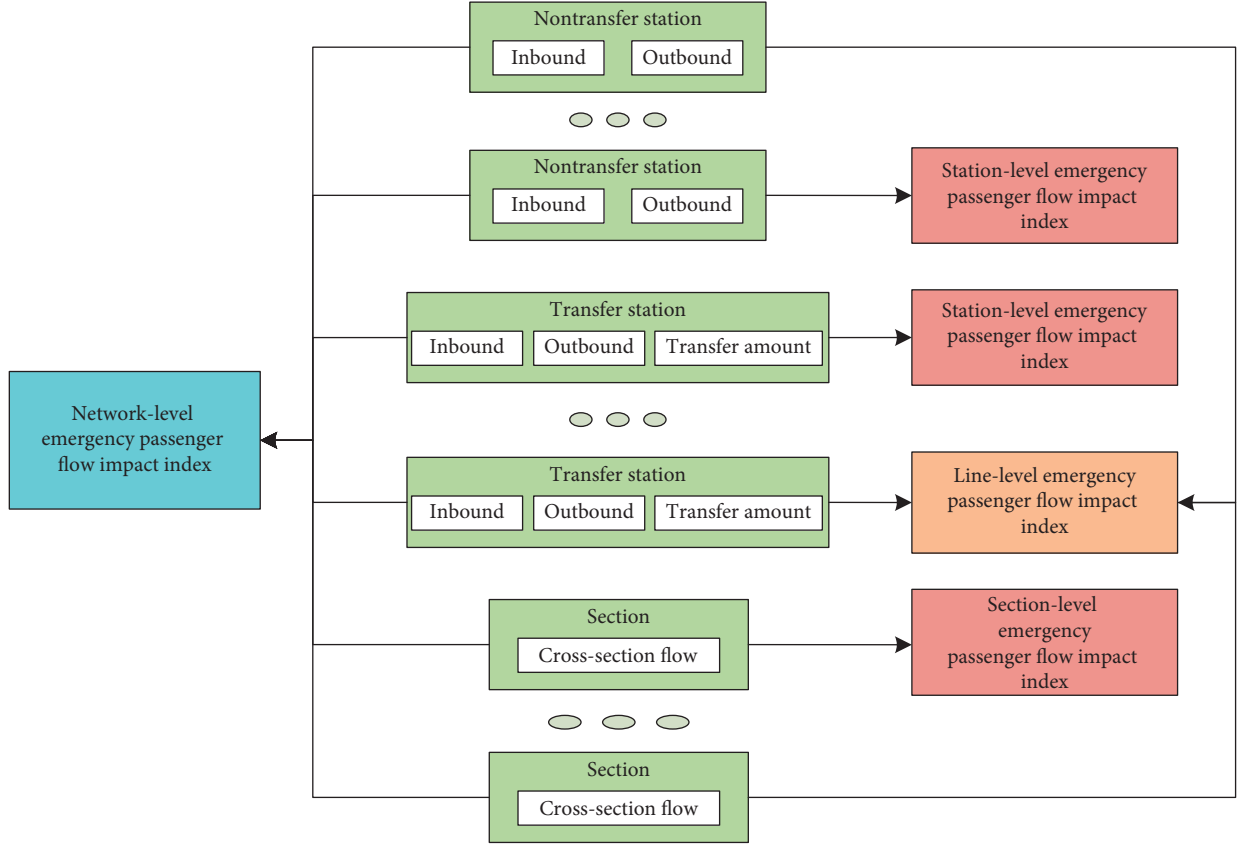 Nontransfer station
Inbound
Outbound
Nontransfer station
Inbound
Outbound
Station-level emergency
passenger flow impact
index
Transfer station
Inbound
Outbound
Transfer amount
Station-level emergency
passenger flow impact
index
Network-level
emergency passenger
flow impact index
Transfer station
Inbound
Outbound
Transfer amount
Line-level emergency
passenger flow impact
index
Section
Cross-section flow
Section-level
emergency
passenger flow impact
index
Section
Cross-section flow